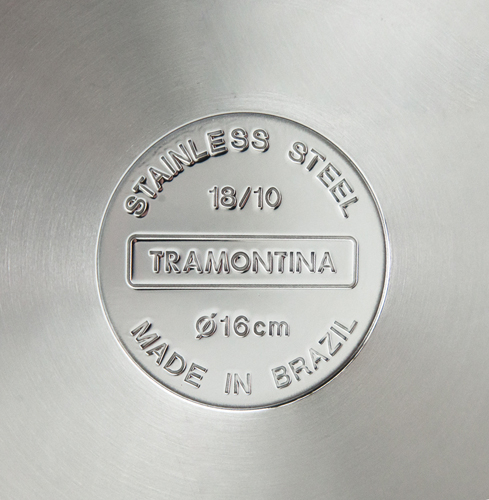 STAINLESS STEEL
18/10
TRAMONTINA
Ø16cm
MADE IN BRAZIL